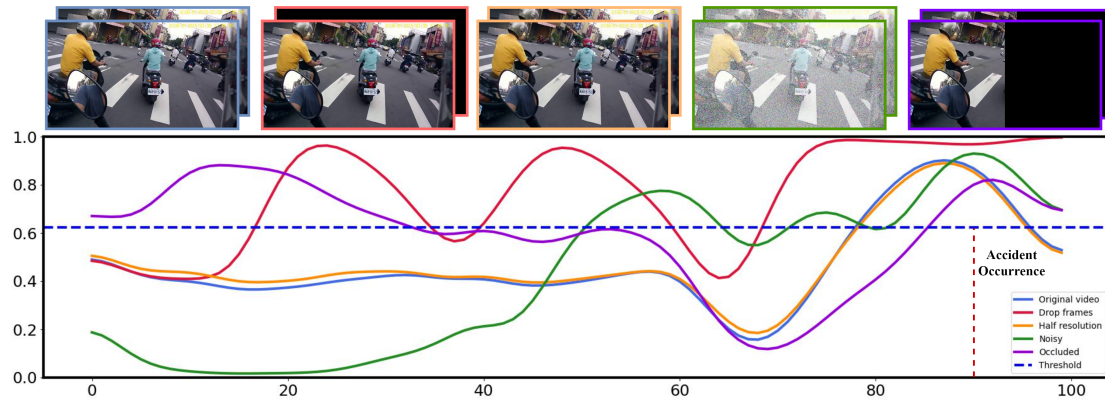 1.0
0.8
0.6
0.4
0.2
0.0
0
20
40
60
80
100
Accident
Occurrence
Original video
Drop frames
Half resolution
Noisy
Occluded
Threshold